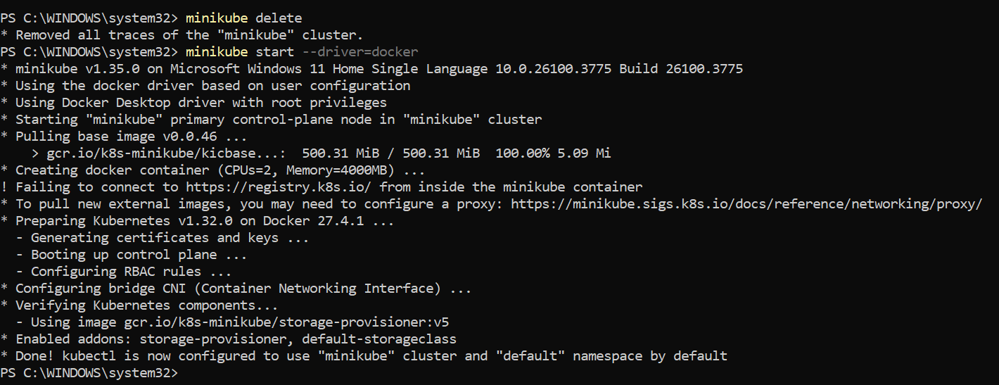 PS C:\WINDOWS\system32> minikube delete
* Removed all traces of the "minikube" cluster.
PS C:\WINDOWS\system32> minikube start --driver=docker
* minikube v1.35.0 on Microsoft Windows 11 Home Single Language 10.0.26100.3775 Build 26100.3775
* Using the docker driver based on user configuration
* Using Docker Desktop driver with root privileges
* Starting "minikube" primary control-plane node in "minikube" cluster
* Pulling base image v0.0.46 ...
    > gcr.io/k8s-minikube/kicbase...:  500.31 MiB / 500.31 MiB  100.00% 5.09 Mi
* Creating docker container (CPUs=2, Memory=4000MB) ...
! Failing to connect to https://registry.k8s.io/ from inside the minikube container
* To pull new external images, you may need to configure a proxy: https://minikube.sigs.k8s.io/docs/reference/networking/proxy/
* Preparing Kubernetes v1.32.0 on Docker 27.4.1 ...
  - Generating certificates and keys ...
  - Booting up control plane ...
  - Configuring RBAC rules ...
* Configuring bridge CNI (Container Networking Interface) ...
* Verifying Kubernetes components...
  - Using image gcr.io/k8s-minikube/storage-provisioner:v5
* Enabled addons: storage-provisioner, default-storageclass
* Done! kubectl is now configured to use "minikube" cluster and "default" namespace by default
PS C:\WINDOWS\system32>